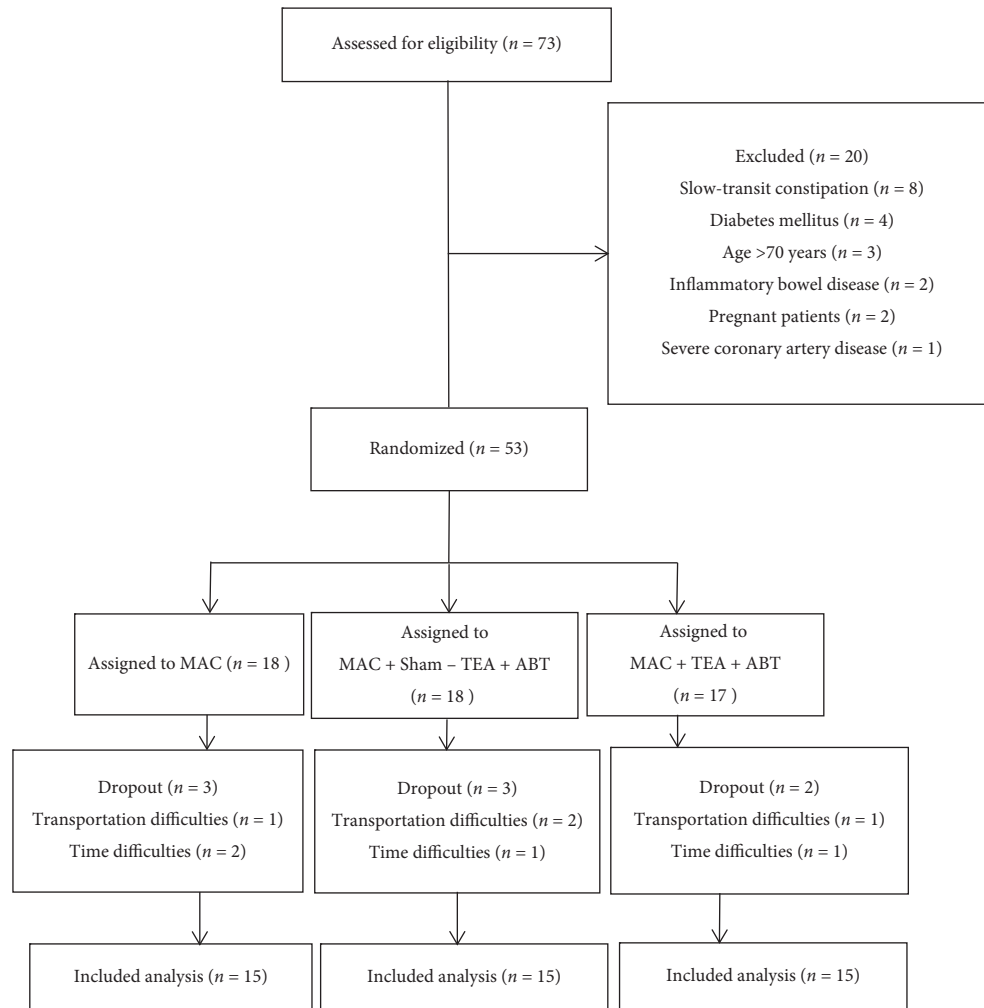 Assessed for eligibility (n = 73)
Excluded (n = 20)
Slow-transit constipation (n = 8)
Diabetes mellitus (n = 4)
Age >70 years (n = 3)
Inflammatory bowel disease (n = 2)
Pregnant patients (n = 2)
Severe coronary artery disease (n = 1)
Randomized (n = 53)
Assigned to MAC (n = 18 )
Assigned to
MAC + Sham – TEA + ABT
(n = 18 )
Assigned to
MAC + TEA + ABT
(n = 17 )
Dropout (n = 3)
Transportation difficulties (n = 1)
Time difficulties (n = 2)
Dropout (n = 3)
Transportation difficulties (n = 2)
Time difficulties (n = 1)
Dropout (n = 2)
Transportation difficulties (n = 1)
Time difficulties (n = 1)
Included analysis (n = 15)
Included analysis (n = 15)
Included analysis (n = 15)